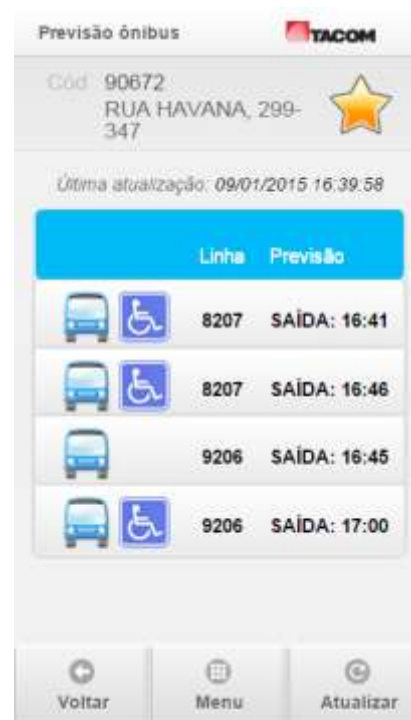 Previsão ônibus TACOM
Cód 90672
RUA HAVANA, 299-
347
Última atualização: 09/01/2015 16:39:58
Linha Previsão
8207 SAÍDA: 16:41
8207 SAÍDA: 16:46
9206 SAÍDA: 16:45
9206 SAÍDA: 17:00
Voltar Menu Atualizar